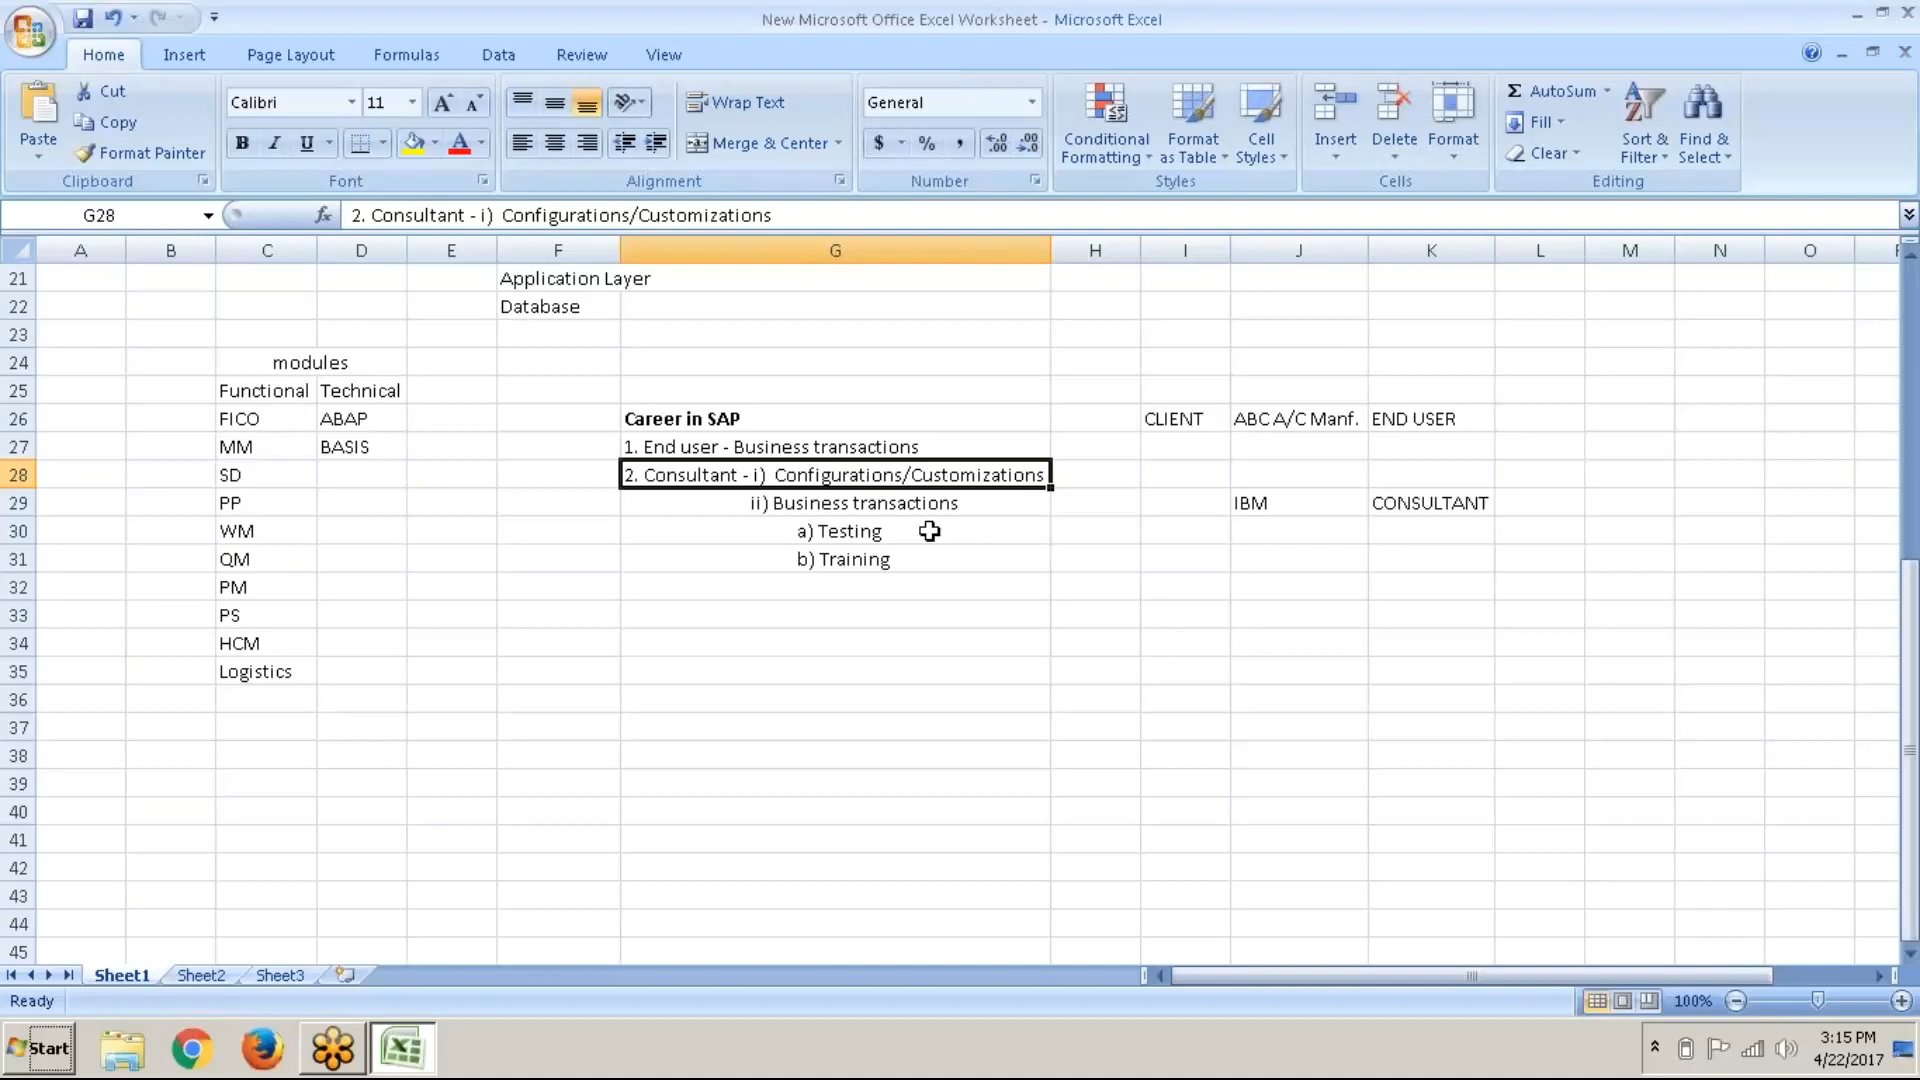 New Microsoft Office Excel Worksheet - Microsoft Excel
Home Insert Page Layout Formulas Data Review View
Paste
Cut
Copy
Format Painter
Clipboard
Calibri 11
B I U
Font
Wrap Text
Merge & Center
Alignment
General
$ % ,
Number
Conditional Formatting
Format as Table
Cell Styles
Styles
Insert Delete Format
Cells
Σ AutoSum
Fill
Clear
Sort & Filter
Find & Select
Editing
G28 fx 2. Consultant - i) Configurations/Customizations
A B C D E F G H I J K L M N O
21 Application Layer
22 Database
23
24 modules
25 Functional Technical
26 FICO ABAP Career in SAP CLIENT ABC A/C Manf. END USER
27 MM BASIS 1. End user - Business transactions
28 SD 2. Consultant - i) Configurations/Customizations
29 PP ii) Business transactions IBM CONSULTANT
30 WM a) Testing
31 QM b) Training
32 PM
33 PS
34 HCM
35 Logistics
36
37
38
39
40
41
42
43
44
45
Sheet1 Sheet2 Sheet3
Ready 100%
Start
3:15 PM
4/22/2017